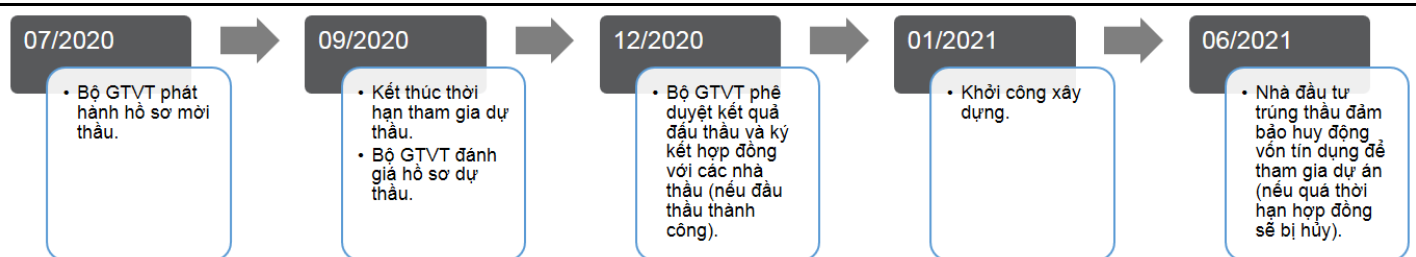 07/2020
• Bộ GTVT phát
hành hồ sơ mời
thầu.
09/2020
• Kết thúc thời
hạn tham gia dự
thầu.
• Bộ GTVT đánh
giá hồ sơ dự
thầu.
12/2020
• Bộ GTVT phê
duyệt kết quả
đấu thầu và ký
kết hợp đồng
với các nhà
thầu (nếu đầu
thầu thành
công).
01/2021
• Khởi công xây
dựng.
06/2021
• Nhà đầu tư
trúng thầu đảm
bảo huy động
vốn tín dụng để
tham gia dự án
(nếu quá thời
hạn hợp đồng
sẽ bị hủy).